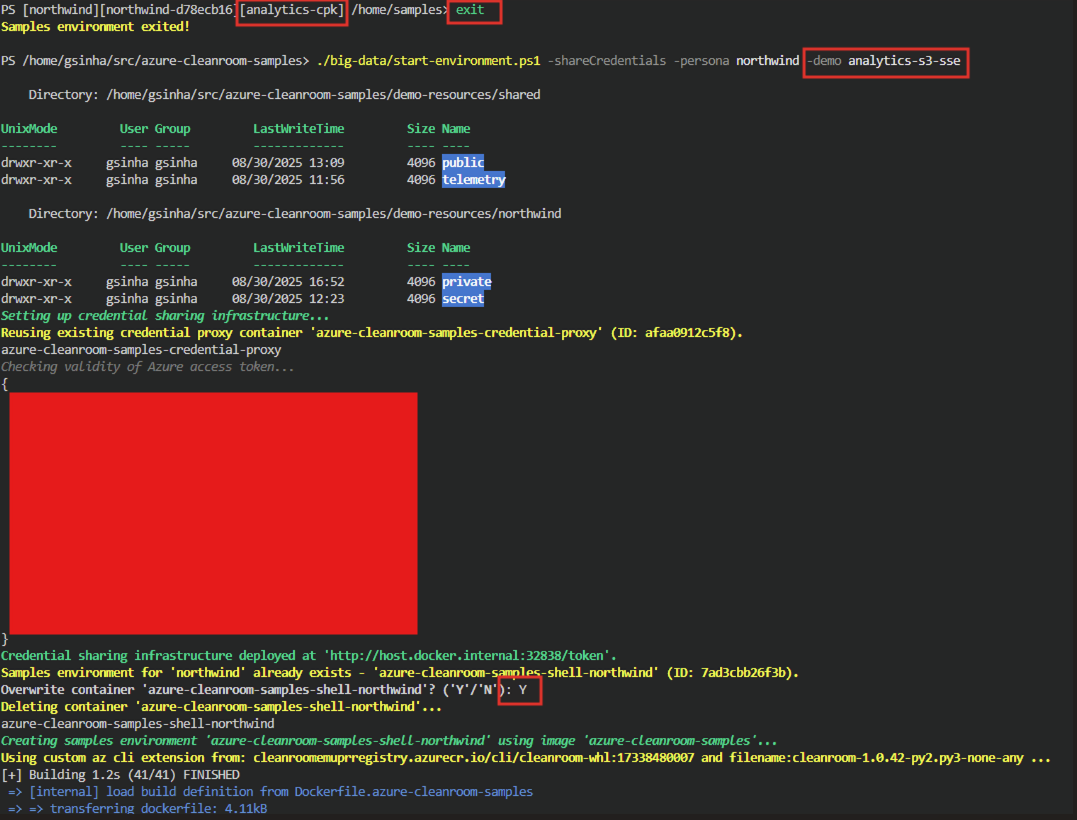 PS [northwind][northwind-d78ecb16][analytics-cpk] /home/samples> exit
Samples environment exited!
PS /home/gsinha/src/azure-cleanroom-samples> ./big-data/start-environment.ps1 -shareCredentials -persona northwind -demo analytics-s3-sse
Directory: /home/gsinha/src/azure-cleanroom-samples/demo-resources/shared
UnixMode User Group LastWriteTime Size Name
-------- ---- ----- ------------- ---- ----
drwxr-xr-x gsinha gsinha 08/30/2025 13:09 4096 public
drwxr-xr-x gsinha gsinha 08/30/2025 11:56 4096 telemetry
Directory: /home/gsinha/src/azure-cleanroom-samples/demo-resources/northwind
UnixMode User Group LastWriteTime Size Name
-------- ---- ----- ------------- ---- ----
drwxr-xr-x gsinha gsinha 08/30/2025 16:52 4096 private
drwxr-xr-x gsinha gsinha 08/30/2025 12:23 4096 secret
Setting up credential sharing infrastructure...
Reusing existing credential proxy container 'azure-cleanroom-samples-credential-proxy' (ID: afaa0912c5f8).
azure-cleanroom-samples-credential-proxy
Checking validity of Azure access token...
{
}
Credential sharing infrastructure deployed at 'http://host.docker.internal:32838/token'.
Samples environment for 'northwind' already exists - 'azure-cleanroom-samples-shell-northwind' (ID: 7ad3cbb26f3b).
Overwrite container 'azure-cleanroom-samples-shell-northwind'? ('Y'/'N'): Y
Deleting container 'azure-cleanroom-samples-shell-northwind'...
azure-cleanroom-samples-shell-northwind
Creating samples environment 'azure-cleanroom-samples-shell-northwind' using image 'azure-cleanroom-samples'...
Using custom az cli extension from: cleanroomemuprregistry.azurecr.io/cli/cleanroom-whl:17338480007 and filename:cleanroom-1.0.42-py2.py3-none-any ...
[+] Building 1.2s (41/41) FINISHED
=> [internal] load build definition from Dockerfile.azure-cleanroom-samples
=> => transferring dockerfile: 4.11kB